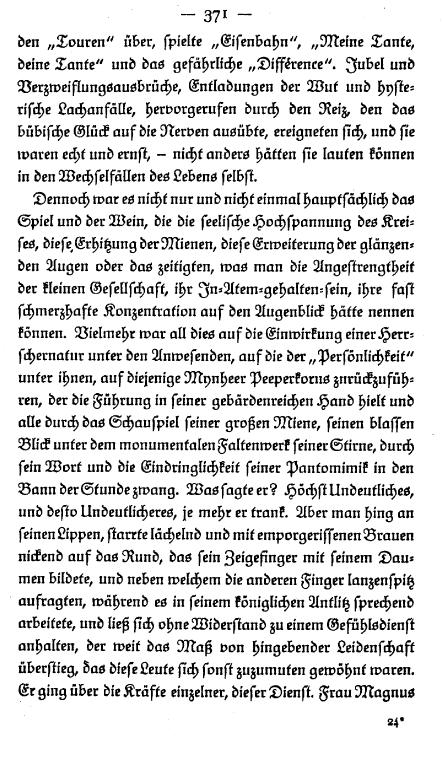 — 371 —
den „Touren“ über, spielte „Eisenbahn“, „Meine Tante,
deine Tante“ und das gefährliche „Différence“. Jubel und
Verzweiflungsausbrüche, Entladungen der Wut und hyste-
rische Lachanfälle, hervorgerufen durch den Reiz, den das
bübische Glück auf die Nerven ausübte, ereigneten sich, und sie
waren echt und ernst, – nicht anders hätten sie lauten können
in den Wechselfällen des Lebens selbst.
Dennoch war es nicht nur und nicht einmal hauptsächlich das
Spiel und der Wein, die die seelische Hochspannung des Krei-
ses, diese Erhitzung der Mienen, diese Erweiterung der glänzen-
den Augen oder das zeitigten, was man die Angestrengtheit
der kleinen Gesellschaft, ihr In-Atem-gehalten-sein, ihre fast
schmerzhafte Konzentration auf den Augenblick hätte nennen
können. Vielmehr war all dies auf die Einwirkung einer Herr-
schernatur unter den Anwesenden, auf die der „Persönlichkeit“
unter ihnen, auf diejenige Mynheer Peeperkorns zurückzufüh-
ren, der die Führung in seiner gebärdenreichen Hand hielt und
alle durch das Schauspiel seiner großen Miene, seinen blassen
Blick unter dem monumentalen Faltenwerk seiner Stirne, durch
sein Wort und die Eindringlichkeit seiner Pantomimik in den
Bann der Stunde zwang. Was sagte er? Höchst Undeutliches,
und desto Undeutlicheres, je mehr er trank. Aber man hing an
seinen Lippen, starrte lächelnd und mit emporgerissenen Brauen
nickend auf das Rund, das sein Zeigefinger mit seinem Dau-
men bildete, und neben welchem die anderen Finger lanzenspitz
aufragten, während es in seinem königlichen Antlitz sprechend
arbeitete, und ließ sich ohne Widerstand zu einem Gefühlsdienst
anhalten, der weit das Maß von hingebender Leidenschaft
überstieg, das diese Leute sich sonst zuzumuten gewöhnt waren.
Er ging über die Kräfte einzelner, dieser Dienst. Frau Magnus
24*